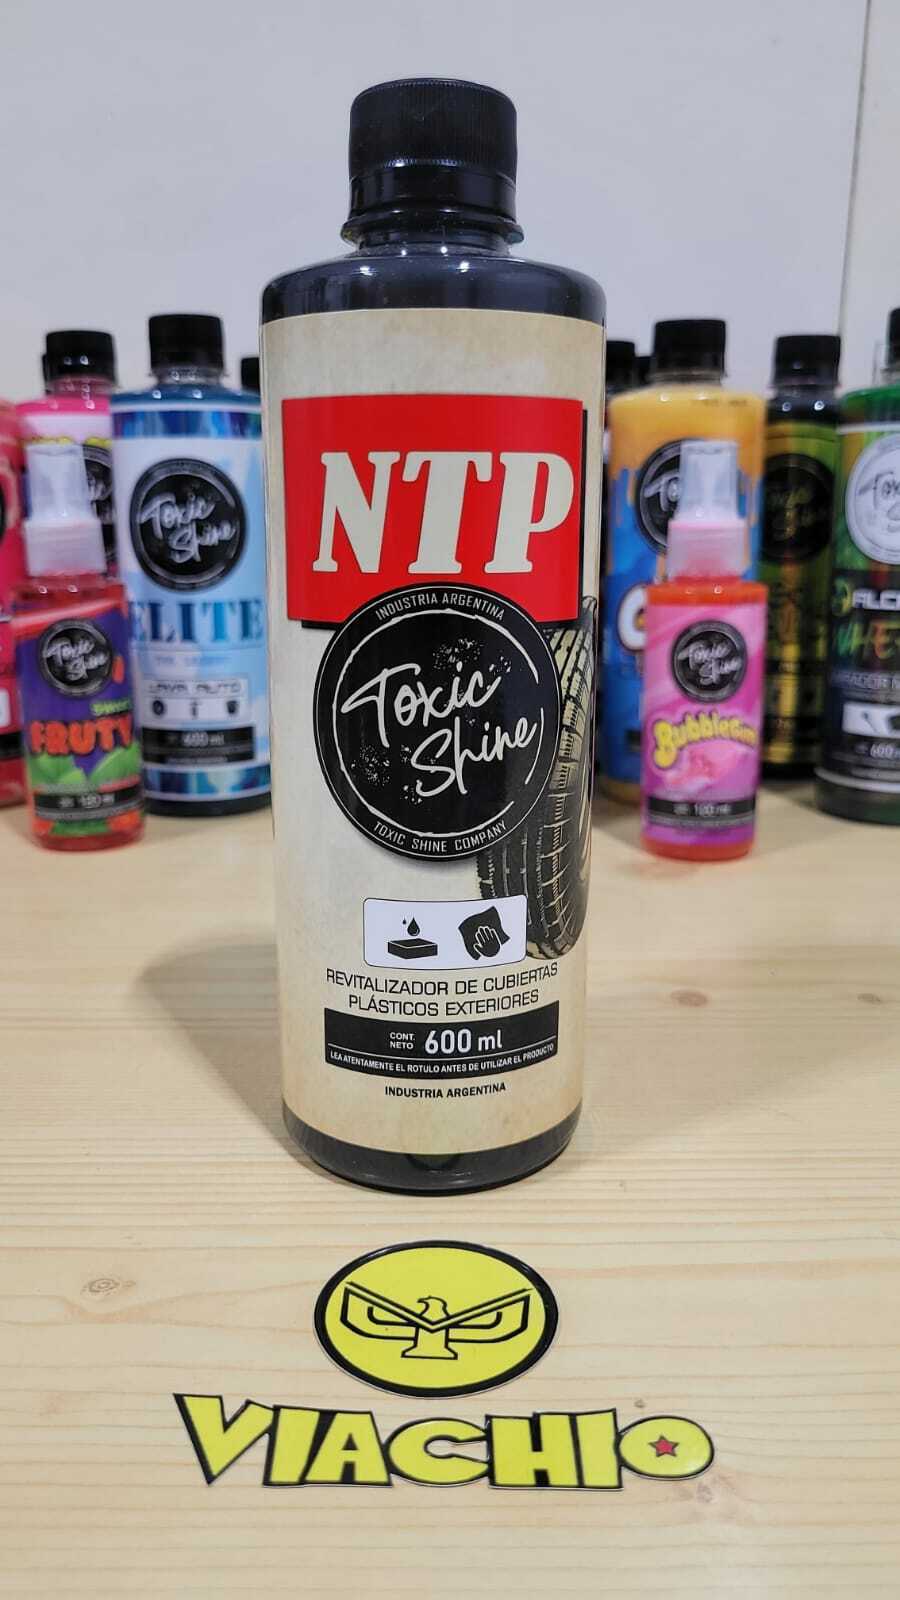 NTP
INDUSTRIA ARGENTINA
Toxic
Shine
TOXIC SHINE COMPANY
REVITALIZADOR DE CUBIERTAS
PLÁSTICOS EXTERIORES
CONT. NETO 600 ml
LEA ATENTAMENTE EL ROTULO ANTES DE UTILIZAR EL PRODUCTO
INDUSTRIA ARGENTINA
Toxic
Shine
ELITE
LAVA AUTO
600 ml
Toxic
Shine
FRUTY
Toxic
Shine
BubbleGum
100 ml
VIACHIO